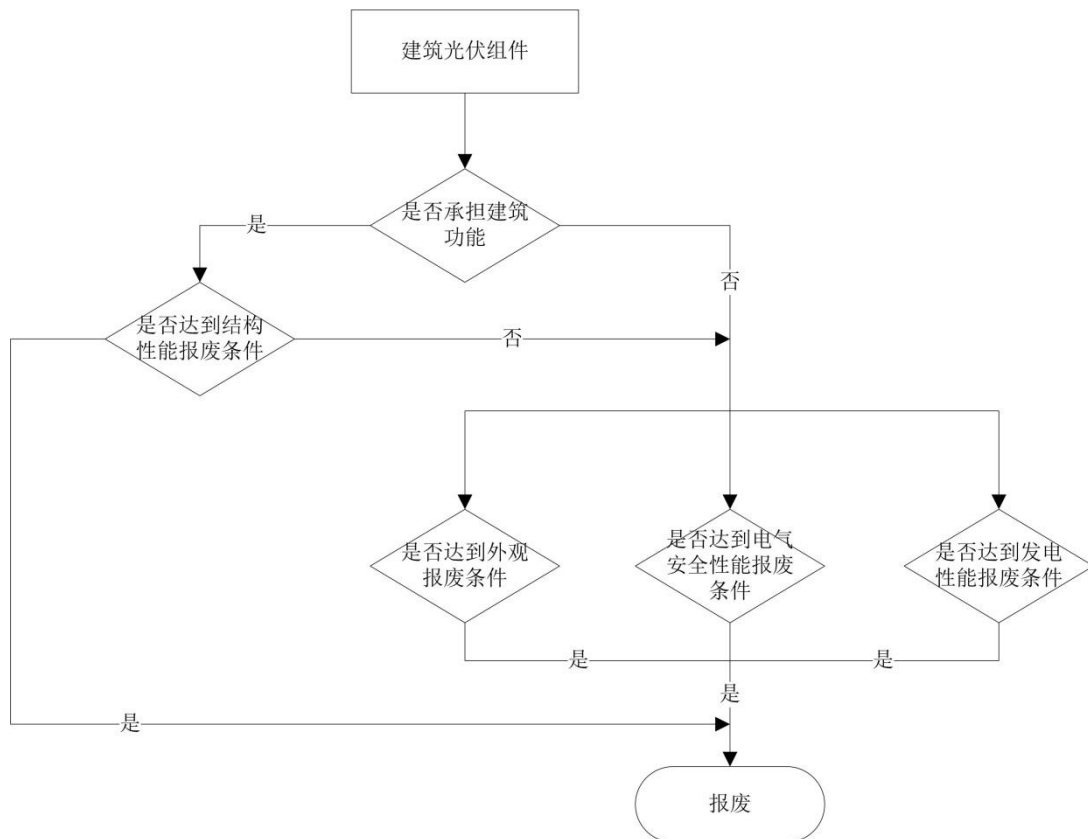 建筑光伏组件
是否承担建筑
功能
是
否
是否达到结构
性能报废条件
否
是否达到外观
报废条件
是否达到电气
安全性能报废
条件
是否达到发电
性能报废条件
是
是
是
是
报废